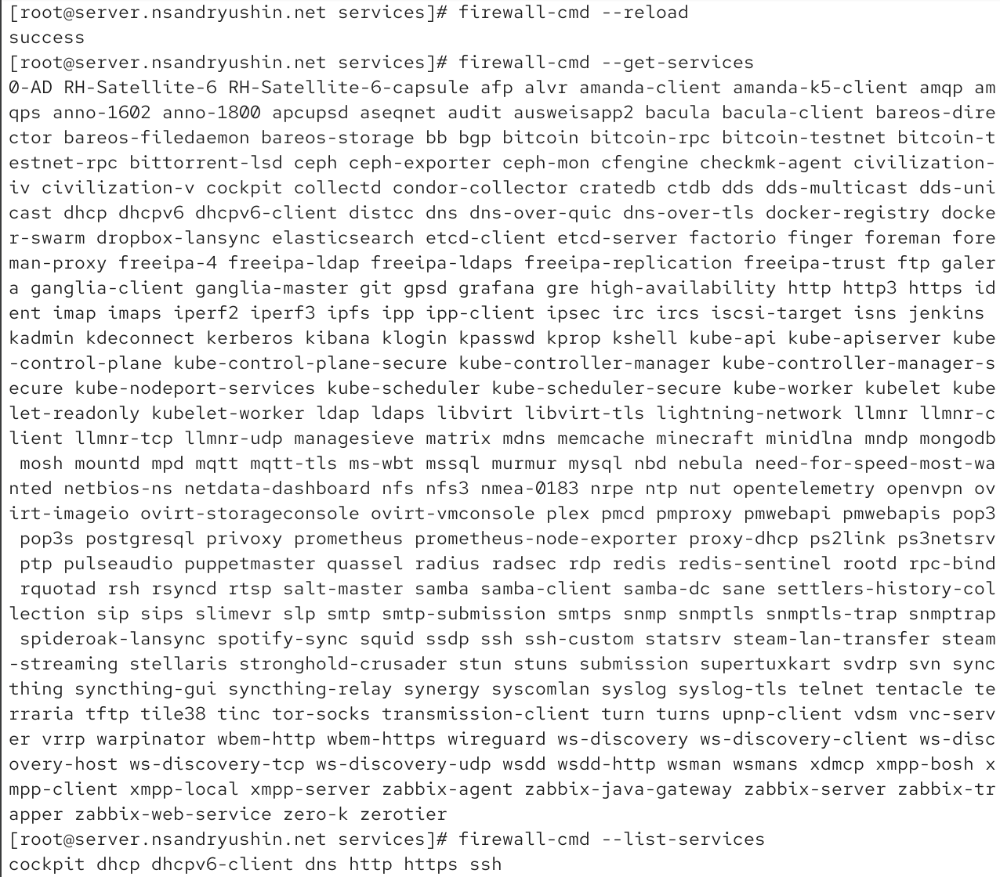 [root@server.nsandryushin.net services]# firewall-cmd --reload
success
[root@server.nsandryushin.net services]# firewall-cmd --get-services
0-AD RH-Satellite-6 RH-Satellite-6-capsule afp alvr amanda-client amanda-k5-client amqp am
qps anno-1602 anno-1800 apcupsd aseqnet audit ausweisapp2 bacula bacula-client bareos-dire
ctor bareos-filedaemon bareos-storage bb bgp bitcoin bitcoin-rpc bitcoin-testnet bitcoin-t
estnet-rpc bittorrent-lsd ceph ceph-exporter ceph-mon cfengine checkmk-agent civilization-
iv civilization-v cockpit collectd condor-collector cratedb ctdb dds dds-multicast dds-uni
cast dhcp dhcpv6 dhcpv6-client distcc dns dns-over-quic dns-over-tls docker-registry docke
r-swarm dropbox-lansync elasticsearch etcd-client etcd-server factorio finger foreman fore
man-proxy freeipa-4 freeipa-ldap freeipa-ldaps freeipa-replication freeipa-trust ftp galer
a ganglia-client ganglia-master git gpsd grafana gre high-availability http http3 https id
ent imap imaps iperf2 iperf3 ipfs ipp ipp-client ipsec irc ircs iscsi-target isns jenkins
kadmin kdeconnect kerberos kibana klogin kpasswd kprop kshell kube-api kube-apiserver kube
-control-plane kube-control-plane-secure kube-controller-manager kube-controller-manager-s
ecure kube-nodeport-services kube-scheduler kube-scheduler-secure kube-worker kubelet kube
let-readonly kubelet-worker ldap ldaps libvirt libvirt-tls lightning-network llmnr llmnr-c
lient llmnr-tcp llmnr-udp managesieve matrix mdns memcache minecraft minidlna mndp mongodb
 mosh mountd mpd mqtt mqtt-tls ms-wbt mssql murmur mysql nbd nebula need-for-speed-most-wa
nted netbios-ns netdata-dashboard nfs nfs3 nmea-0183 nrpe ntp nut opentelemetry openvpn ov
irt-imageio ovirt-storageconsole ovirt-vmconsole plex pmcd pmproxy pmwebapi pmwebapis pop3
 pop3s postgresql privoxy prometheus prometheus-node-exporter proxy-dhcp ps2link ps3netsrv
 ptp pulseaudio puppetmaster quassel radius radsec rdp redis redis-sentinel rootd rpc-bind
 rquotad rsh rsyncd rtsp salt-master samba samba-client samba-dc sane settlers-history-col
lection sip sips slimevr slp smtp smtp-submission smtps snmp snmptls snmptls-trap snmptrap
 spideroak-lansync spotify-sync squid ssdp ssh ssh-custom statsrv steam-lan-transfer steam
-streaming stellaris stronghold-crusader stun stuns submission supertuxkart svdrp svn sync
thing syncthing-gui syncthing-relay synergy syscomlan syslog syslog-tls telnet tentacle te
rraria tftp tile38 tinc tor-socks transmission-client turn turns upnp-client vdsm vnc-serv
er vrrp warpinator wbem-http wbem-https wireguard ws-discovery ws-discovery-client ws-disc
overy-host ws-discovery-tcp ws-discovery-udp wsdd wsdd-http wsman wsmans xdmcp xmpp-bosh x
mpp-client xmpp-local xmpp-server zabbix-agent zabbix-java-gateway zabbix-server zabbix-tr
apper zabbix-web-service zero-k zerotier
[root@server.nsandryushin.net services]# firewall-cmd --list-services
cockpit dhcp dhcpv6-client dns http https ssh